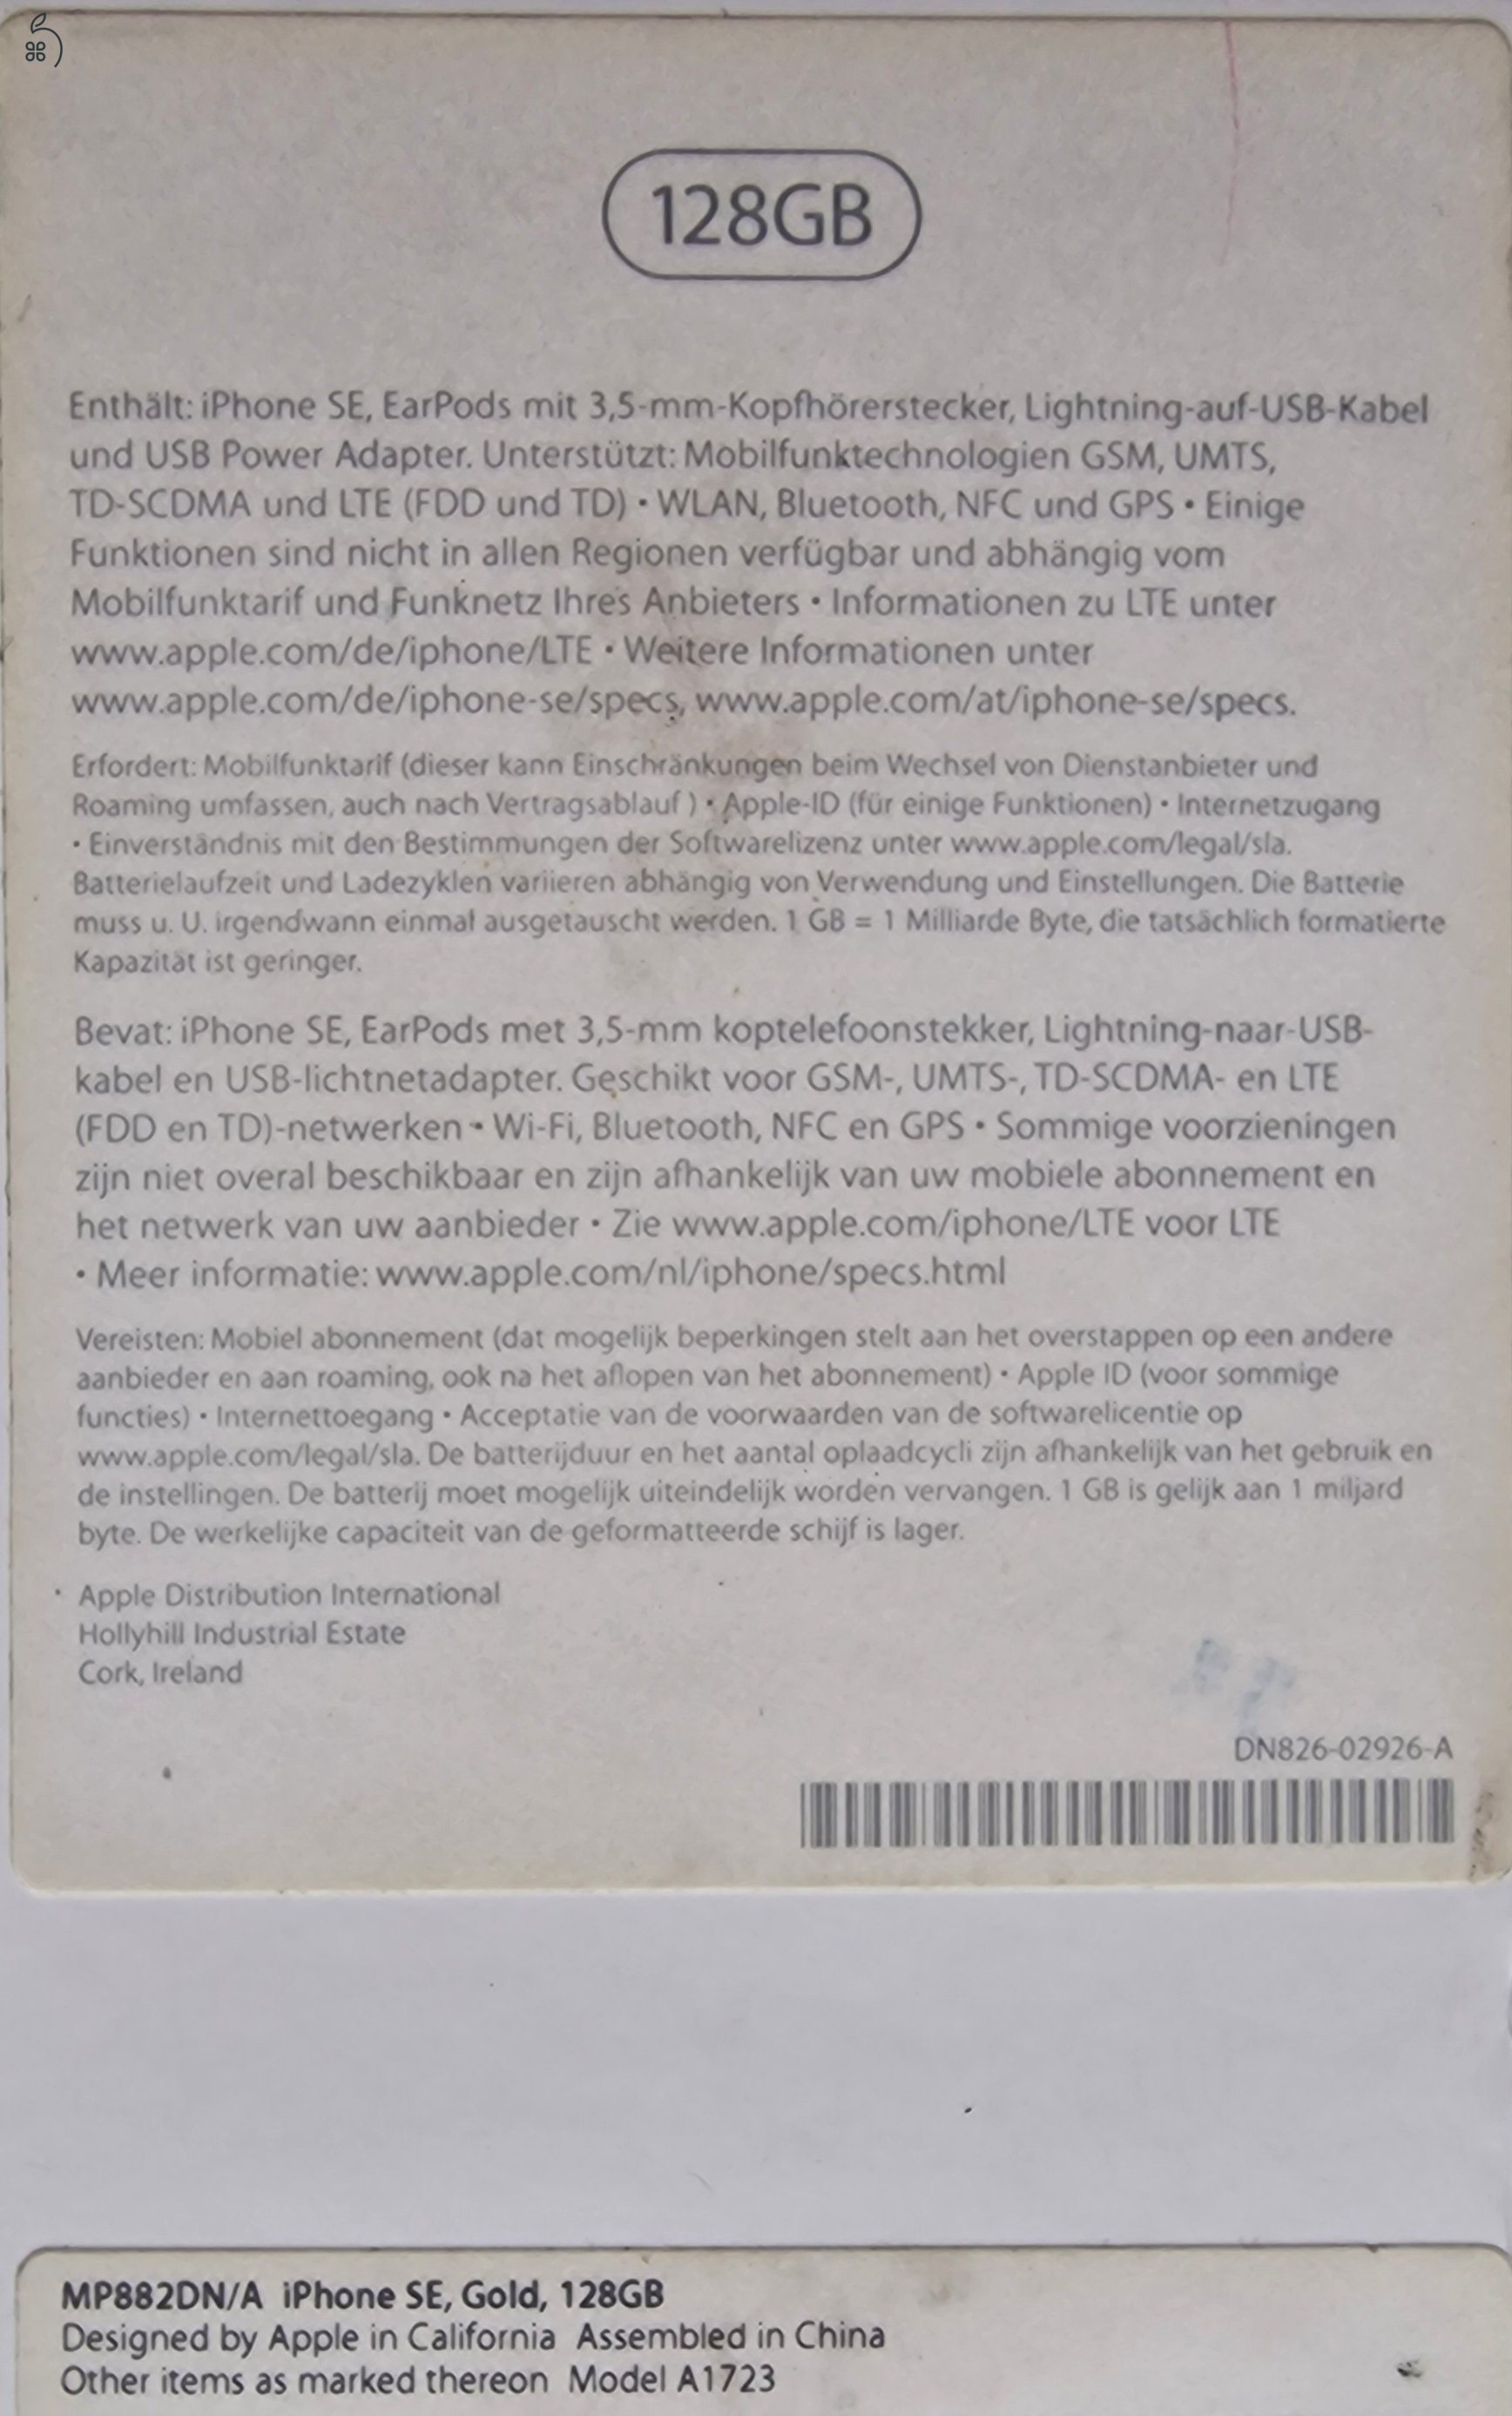 128GB
Enthält: iPhone SE, EarPods mit 3,5-mm-Kopfhörerstecker, Lightning-auf-USB-Kabel
und USB Power Adapter. Unterstützt: Mobilfunktechnologien GSM, UMTS,
TD-SCDMA und LTE (FDD und TD) • WLAN, Bluetooth, NFC und GPS • Einige
Funktionen sind nicht in allen Regionen verfügbar und abhängig vom
Mobilfunktarif und Funknetz Ihres Anbieters • Informationen zu LTE unter
www.apple.com/de/iphone/LTE • Weitere Informationen unter
www.apple.com/de/iphone-se/specs, www.apple.com/at/iphone-se/specs.
Erfordert: Mobilfunktarif (dieser kann Einschränkungen beim Wechsel von Dienstanbieter und
Roaming umfassen, auch nach Vertragsablauf ) • Apple-ID (für einige Funktionen) • Internetzugang
• Einverständnis mit den Bestimmungen der Softwarelizenz unter www.apple.com/legal/sla.
Batterielaufzeit und Ladezyklen variieren abhängig von Verwendung und Einstellungen. Die Batterie
muss u. U. irgendwann einmal ausgetauscht werden. 1 GB = 1 Milliarde Byte, die tatsächlich formatierte
Kapazität ist geringer.
Bevat: iPhone SE, EarPods met 3,5-mm koptelefoonstekker, Lightning-naar-USB-
kabel en USB-lichtnetadapter. Geschikt voor GSM-, UMTS-, TD-SCDMA- en LTE
(FDD en TD)-netwerken • Wi-Fi, Bluetooth, NFC en GPS • Sommige voorzieningen
zijn niet overal beschikbaar en zijn afhankelijk van uw mobiele abonnement en
het netwerk van uw aanbieder • Zie www.apple.com/iphone/LTE voor LTE
• Meer informatie: www.apple.com/nl/iphone/specs.html
Vereisten: Mobiel abonnement (dat mogelijk beperkingen stelt aan het overstappen op een andere
aanbieder en aan roaming, ook na het aflopen van het abonnement) • Apple ID (voor sommige
functies) • Internettoegang • Acceptatie van de voorwaarden van de softwarelicentie op
www.apple.com/legal/sla. De batterijduur en het aantal oplaadcycli zijn afhankelijk van het gebruik en
de instellingen. De batterij moet mogelijk uiteindelijk worden vervangen. 1 GB is gelijk aan 1 miljard
byte. De werkelijke capaciteit van de geformatteerde schijf is lager.
Apple Distribution International
Hollyhill Industrial Estate
Cork, Ireland
DN826-02926-A
MP882DN/A iPhone SE, Gold, 128GB
Designed by Apple in California Assembled in China
Other items as marked thereon Model A1723